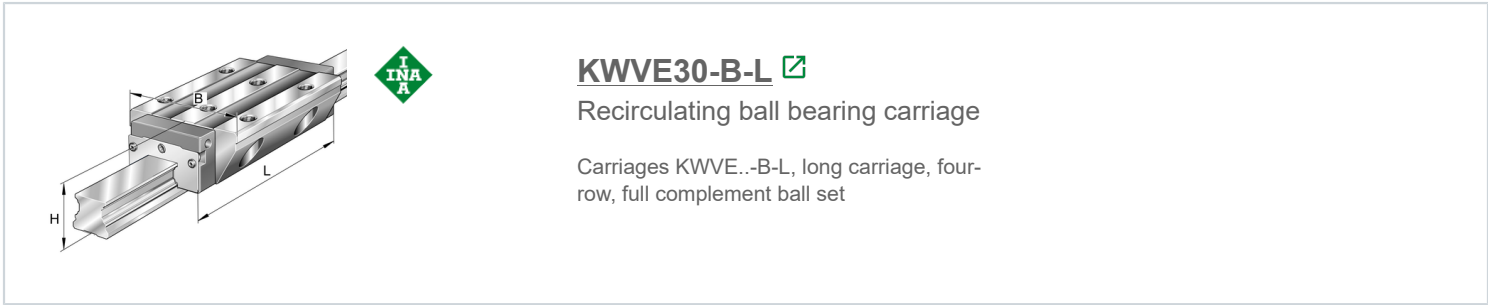 B
L
H
I
INA
A
KWVE30-B-L
Recirculating ball bearing carriage
Carriages KWVE..-B-L, long carriage, four-
row, full complement ball set